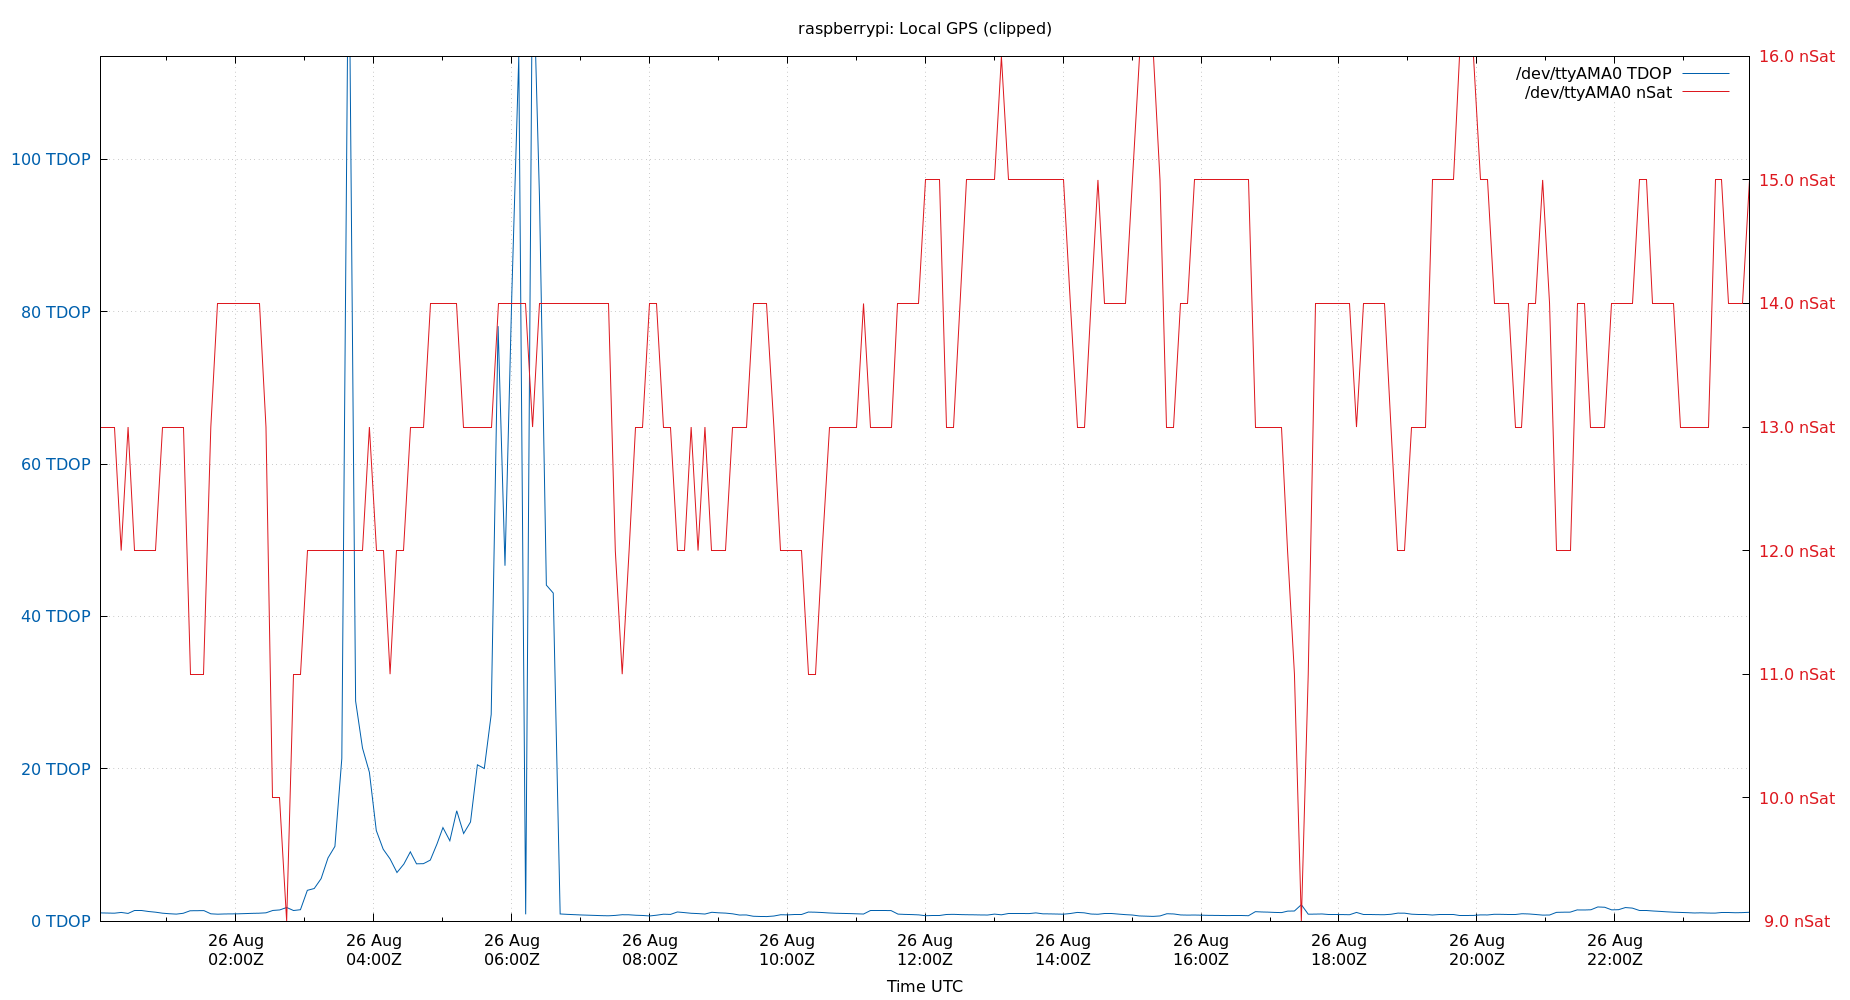 raspberrypi: Local GPS (clipped)
/dev/ttyAMA0 TDOP
/dev/ttyAMA0 nSat
100 TDOP
80 TDOP
60 TDOP
40 TDOP
20 TDOP
0 TDOP
16.0 nSat
15.0 nSat
14.0 nSat
13.0 nSat
12.0 nSat
11.0 nSat
10.0 nSat
9.0 nSat
26 Aug
02:00Z
26 Aug
04:00Z
26 Aug
06:00Z
26 Aug
08:00Z
26 Aug
10:00Z
26 Aug
12:00Z
26 Aug
14:00Z
26 Aug
16:00Z
26 Aug
18:00Z
26 Aug
20:00Z
26 Aug
22:00Z
Time UTC